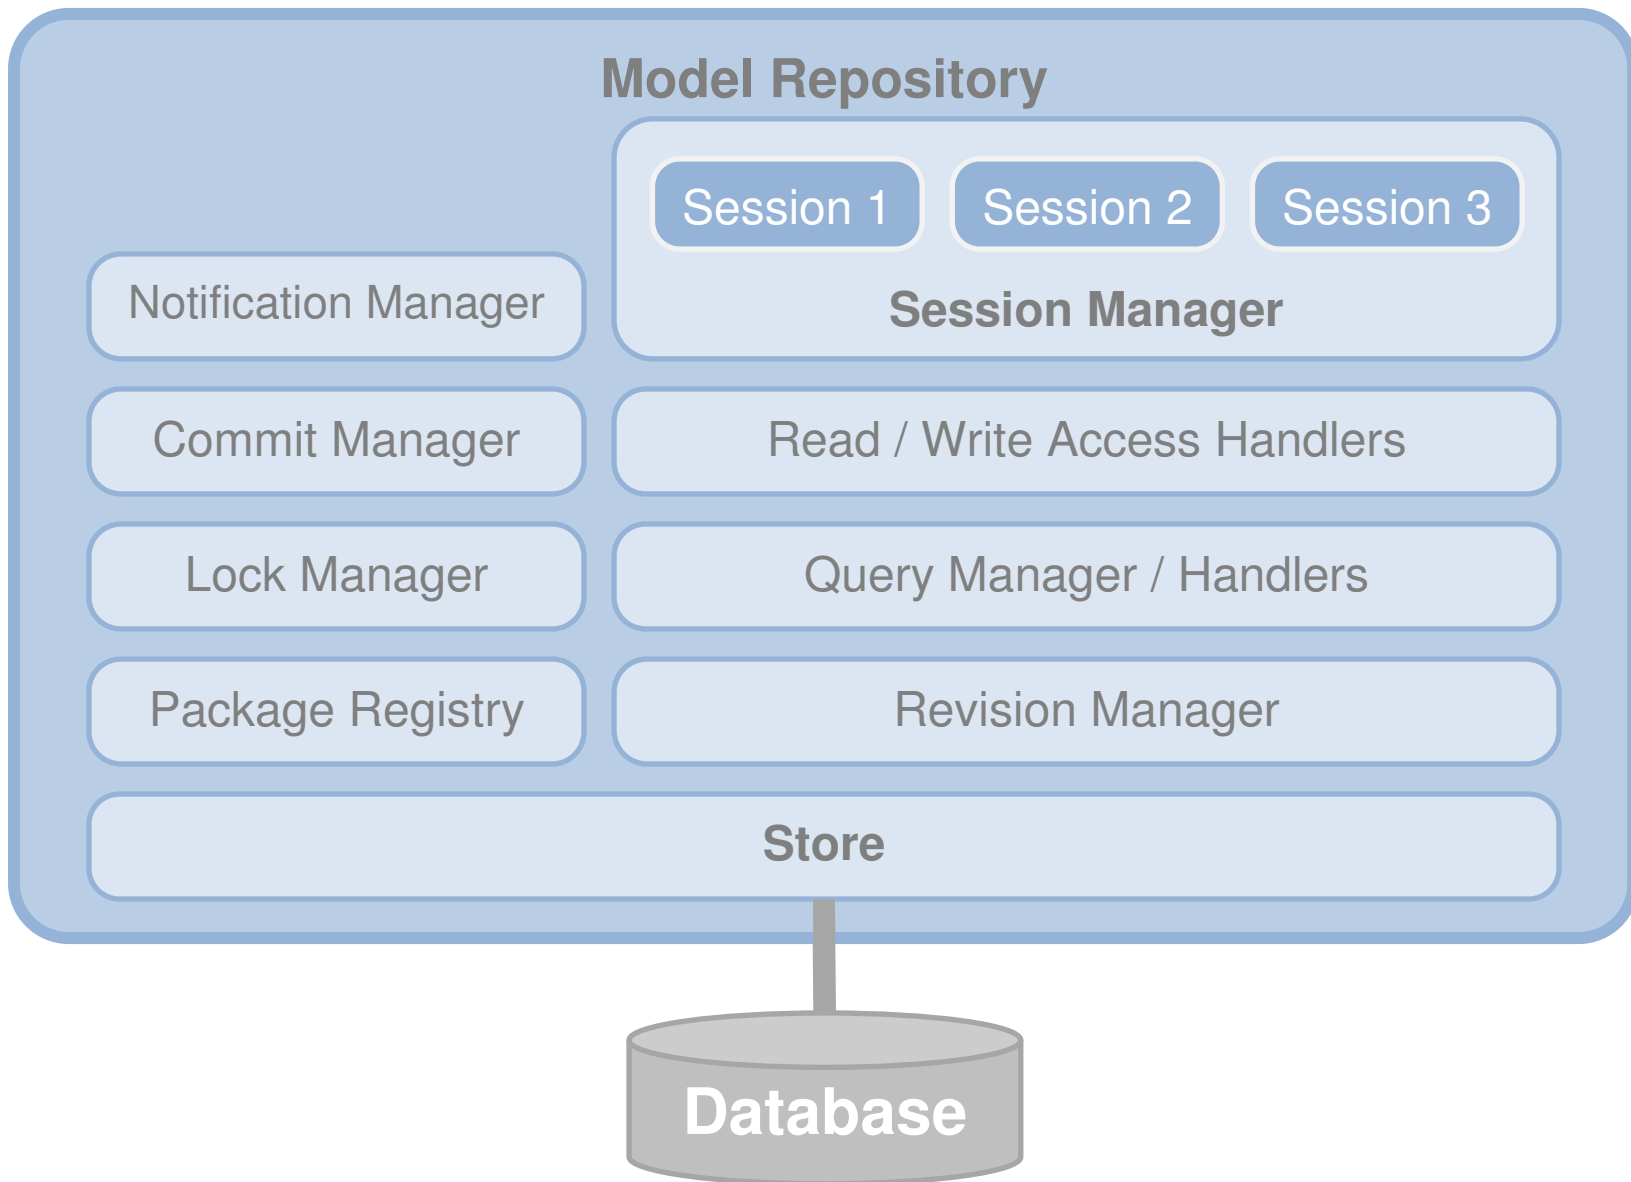 Model Repository
Session 1
Session 2
Session 3
Session Manager
Notification Manager
Commit Manager
Read / Write Access Handlers
Lock Manager
Query Manager / Handlers
Package Registry
Revision Manager
Store
Database